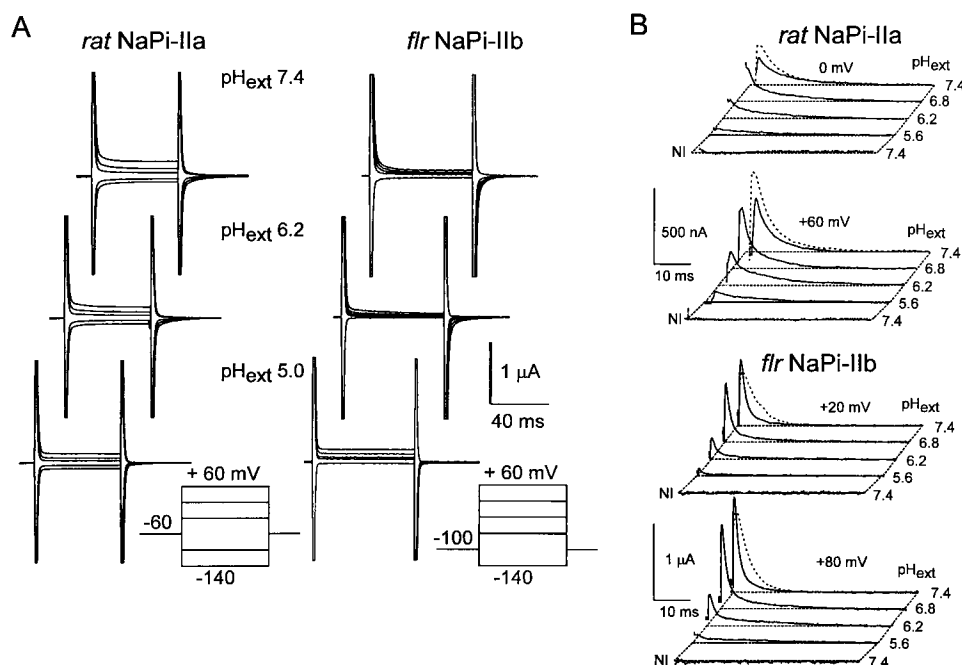 A
rat NaPi-IIa
flr NaPi-IIb
pHext 7.4
pHext 6.2
pHext 5.0
1 µA
40 ms
+ 60 mV
-60
-140
+ 60 mV
-100
-140
B
rat NaPi-IIa
0 mV
pHext
7.4
6.8
6.2
5.6
7.4
NI
500 nA
10 ms
+60 mV
pHext
7.4
6.8
6.2
5.6
7.4
NI
flr NaPi-IIb
+20 mV
pHext
7.4
6.8
6.2
5.6
7.4
NI
1 µA
10 ms
+80 mV
pHext
7.4
6.8
6.2
5.6
7.4
NI